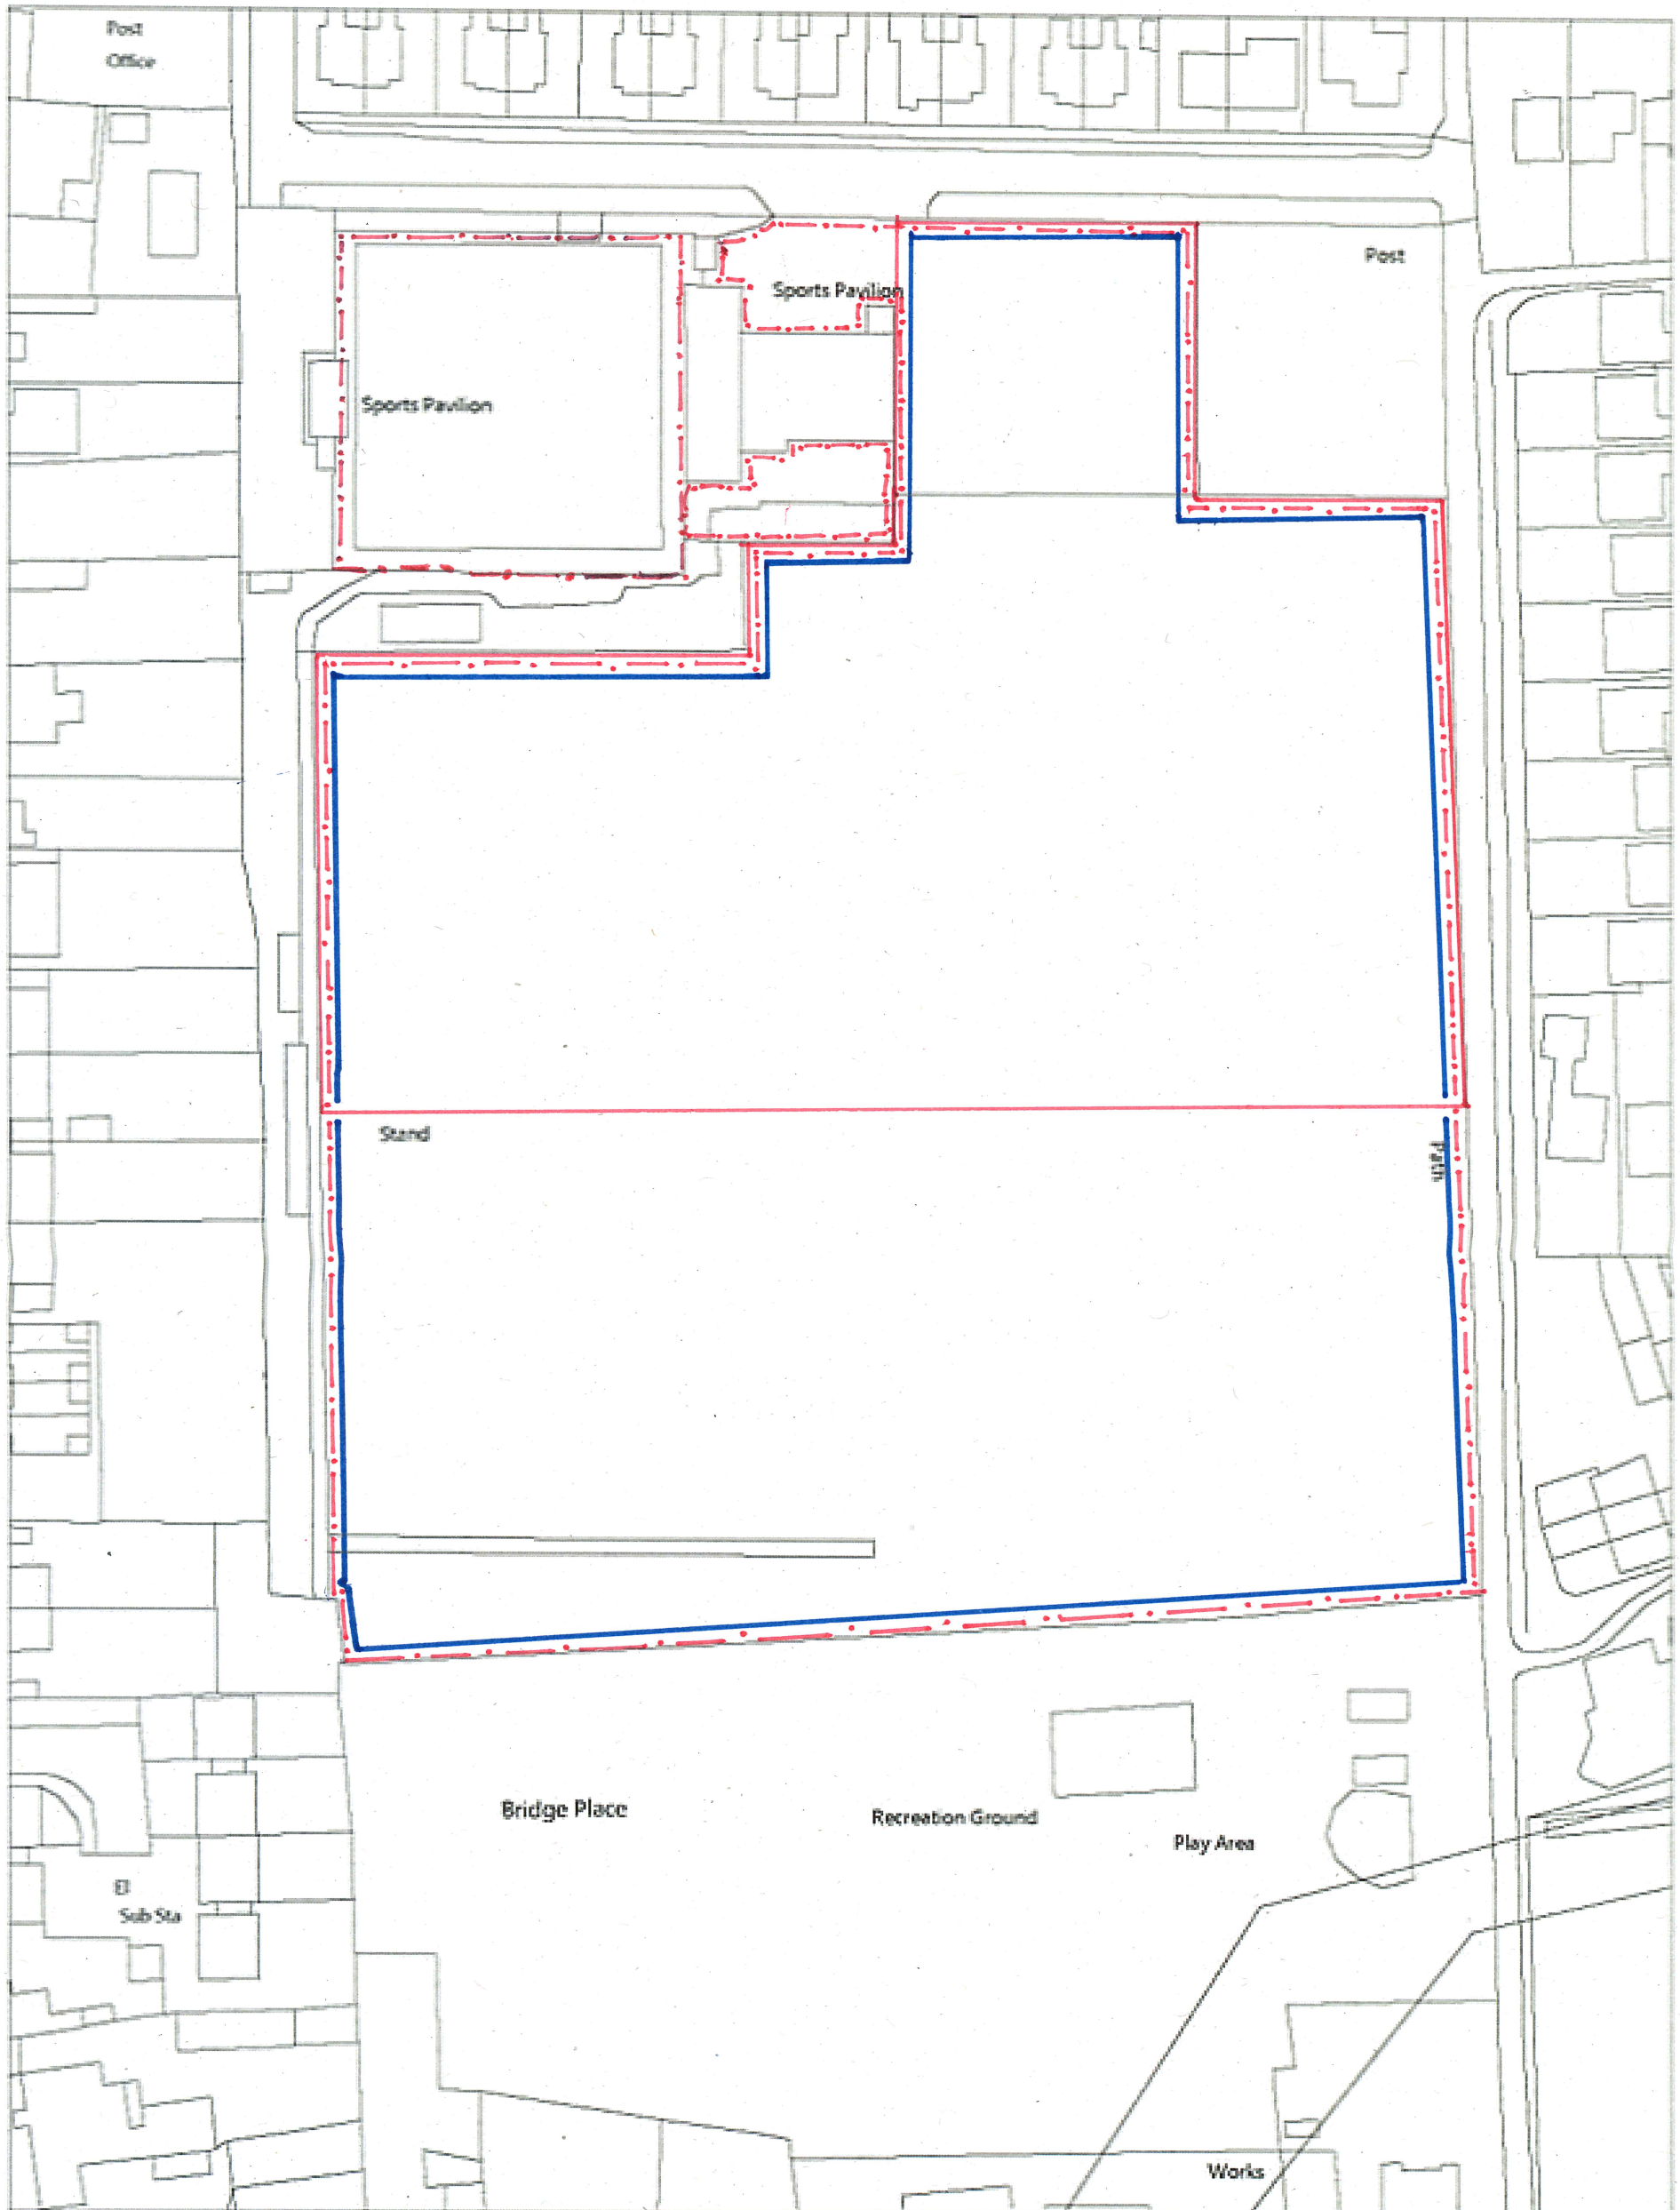 Post
Office
Post
Sports Pavilion
Sports Pavilion
Stand
Path
Bridge Place
Recreation Ground
Play Area
El
Sub Sta
Works